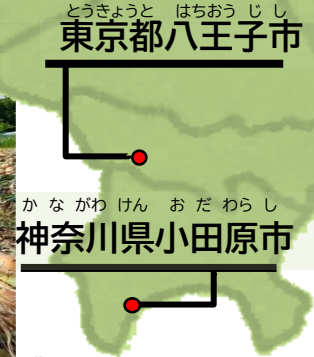 とうきょうと はちおうじし
東京都八王子市
かながわけん おだわらし
神奈川県小田原市